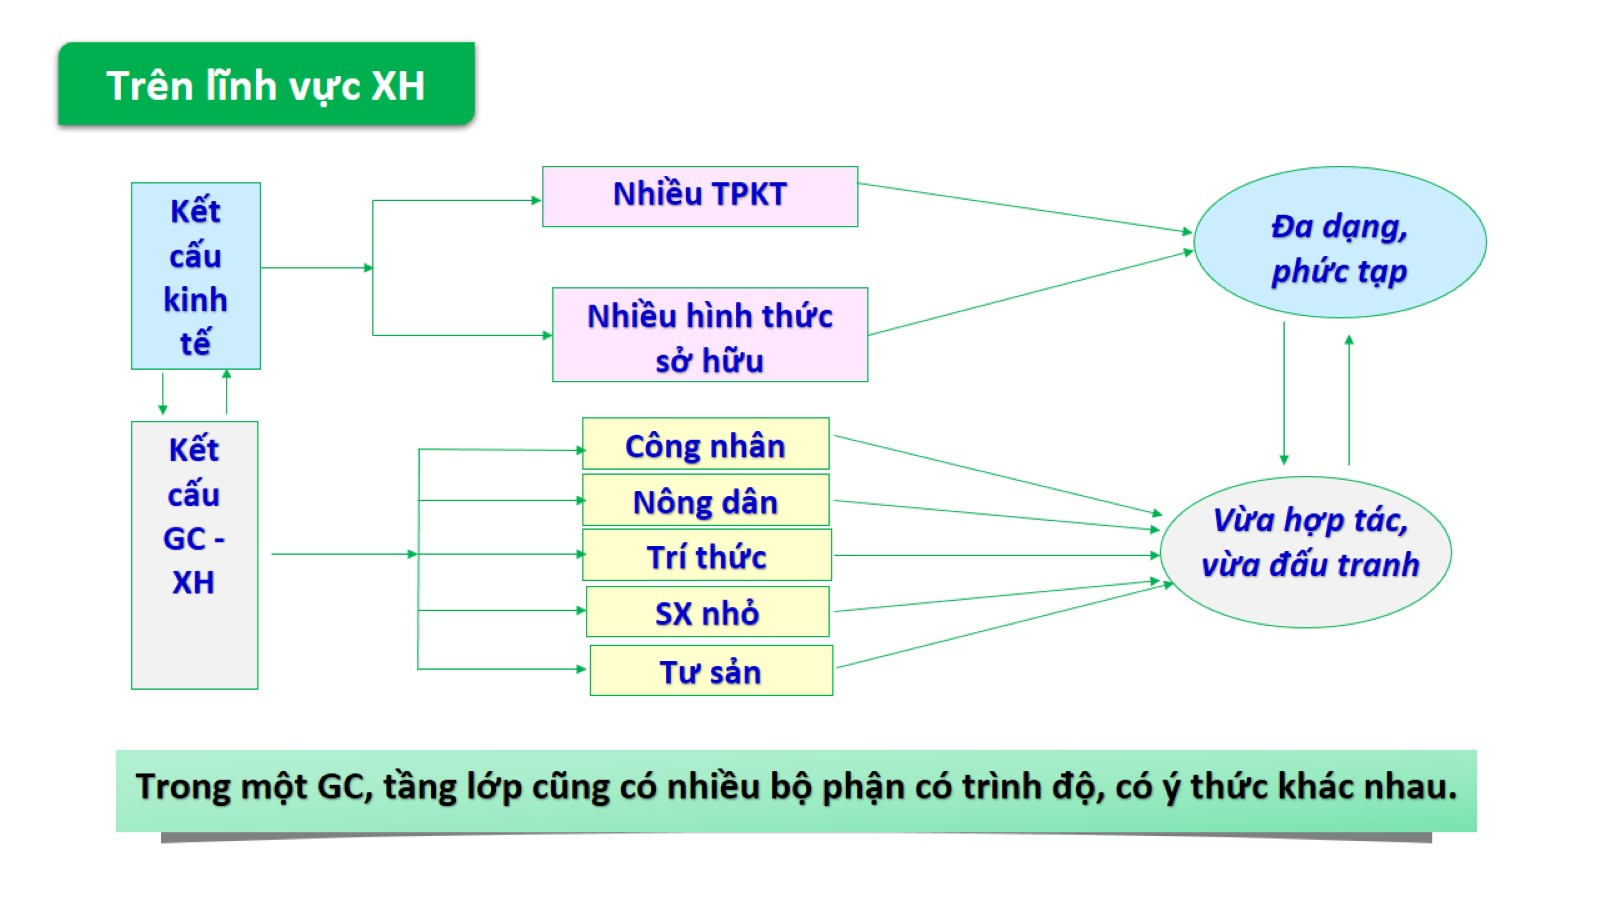 Trên lĩnh vực XH
Kết
cấu
kinh
tế
Nhiều TPKT
Nhiều hình thức
sở hữu
Đa dạng,
phức tạp
Kết
cấu
GC -
XH
Công nhân
Nông dân
Trí thức
SX nhỏ
Tư sản
Vừa hợp tác,
vừa đấu tranh
Trong một GC, tầng lớp cũng có nhiều bộ phận có trình độ, có ý thức khác nhau.